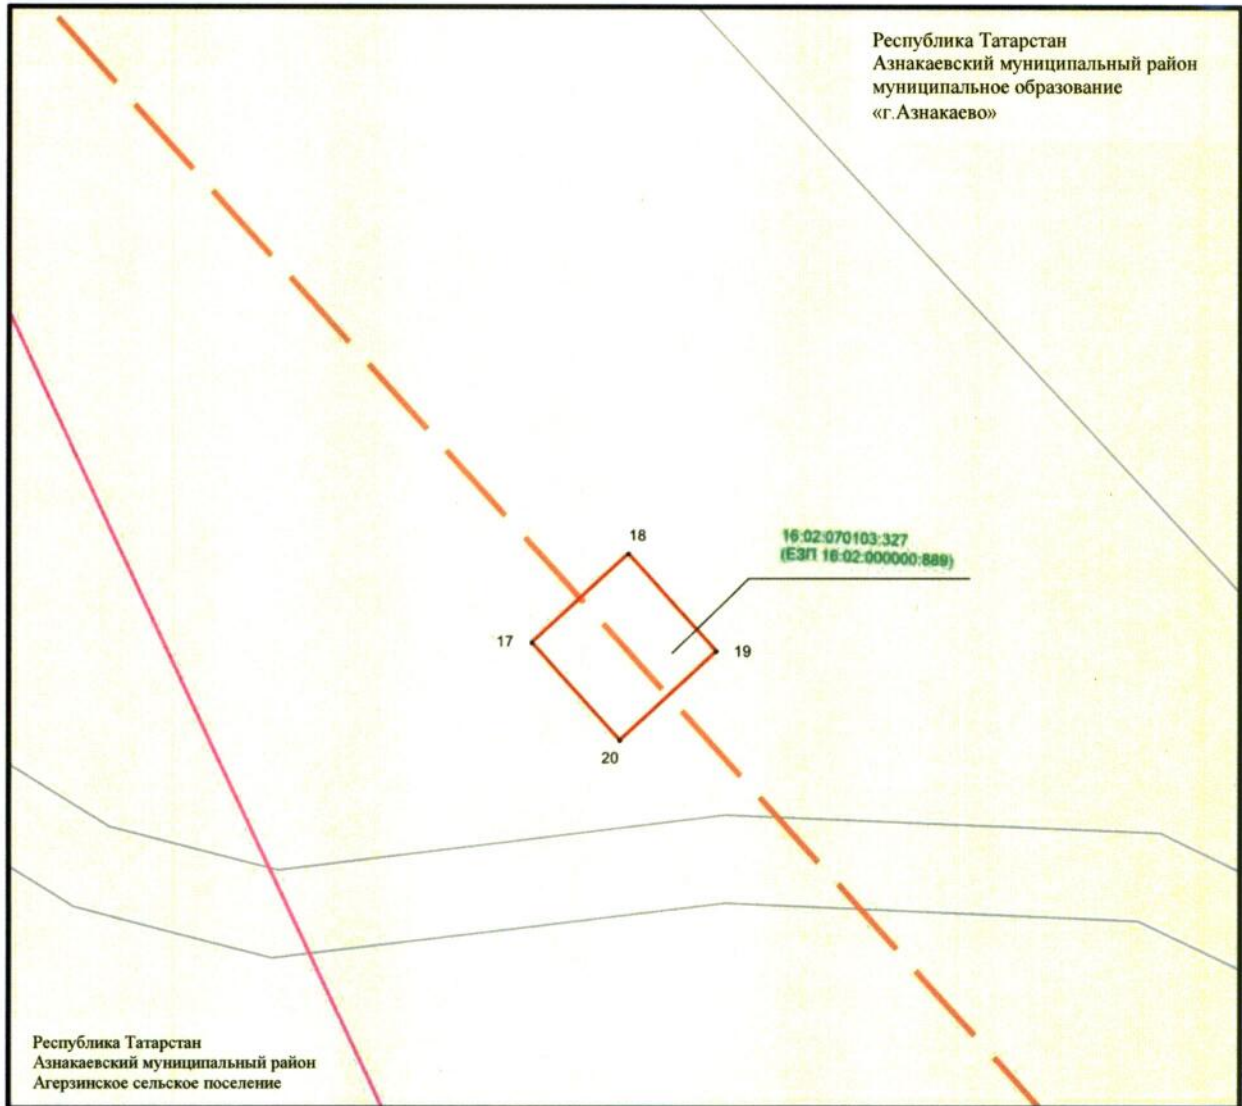 Республика Татарстан
Азнакаевский муниципальный район
муниципальное образование
«г.Азнакаево»
18
16:02:070103:327
(ЕЗП 16:02:000000:889)
17
19
20
Республика Татарстан
Азнакаевский муниципальный район
Агерзинское сельское поселение